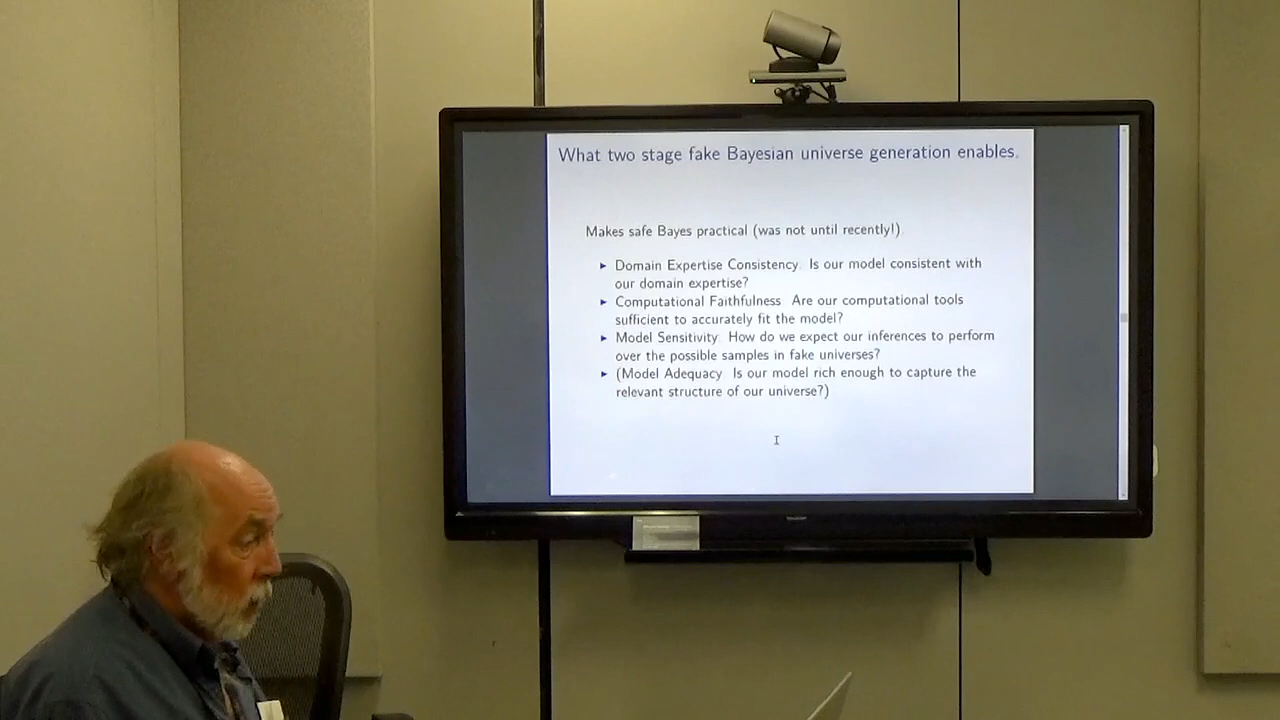 What two stage fake Bayesian universe generation enables.
Makes safe Bayes practical (was not until recently!)
▸ Domain Expertise Consistency. Is our model consistent with
our domain expertise?
▸ Computational Faithfulness Are our computational tools
sufficient to accurately fit the model?
▸ Model Sensitivity. How do we expect our inferences to perform
over the possible samples in fake universes?
▸ (Model Adequacy Is our model rich enough to capture the
relevant structure of our universe?)